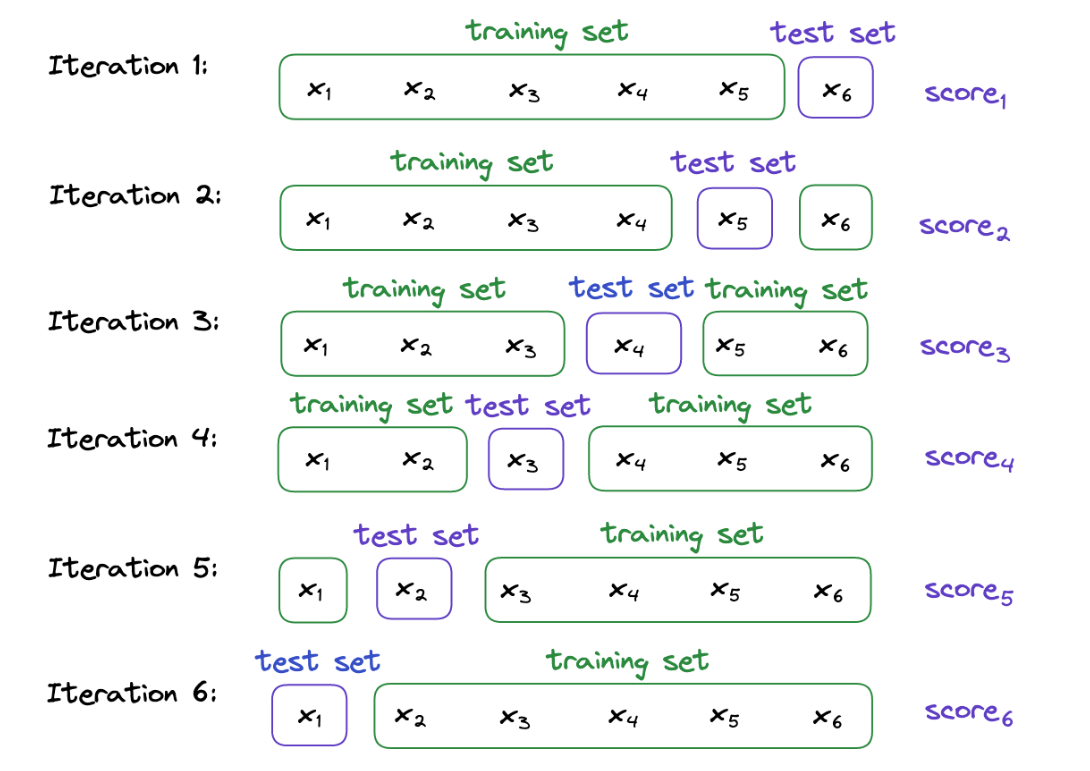 training set test set
Iteration 1: x₁ x₂ x₃ x₄ x₅ x₆ score₁
training set test set
Iteration 2: x₁ x₂ x₃ x₄ x₅ x₆ score₂
training set test set training set
Iteration 3: x₁ x₂ x₃ x₄ x₅ x₆ score₃
training set test set training set
Iteration 4: x₁ x₂ x₃ x₄ x₅ x₆ score₄
test set training set
Iteration 5: x₁ x₂ x₃ x₄ x₅ x₆ score₅
test set training set
Iteration 6: x₁ x₂ x₃ x₄ x₅ x₆ score₆